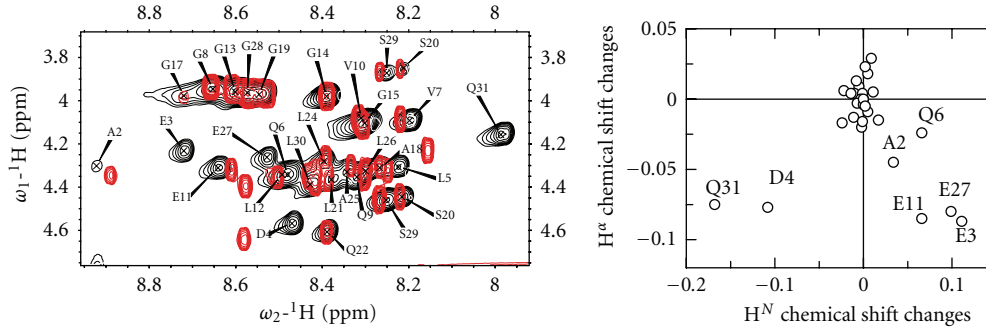 8.8 8.6 8.4 8.2 8
3.8 4 4.2 4.4 4.6
ω1-1H (ppm)
G17 G8 G13 G28 G19 G14 S29 S20
V10 G15 V7 Q31
A2 E3 E27 Q6 L24 L30 L26 A18
E11 L12 L21 A25 Q9 L5
D4 Q22 S29 S20
3.8 4 4.2 4.4 4.6
8.8 8.6 8.4 8.2 8
ω2-1H (ppm)
0.05 0 −0.05 −0.1
Hα chemical shift changes
Q6
A2
Q31 D4
E11 E27
E3
−0.2 −0.1 0 0.1
HN chemical shift changes